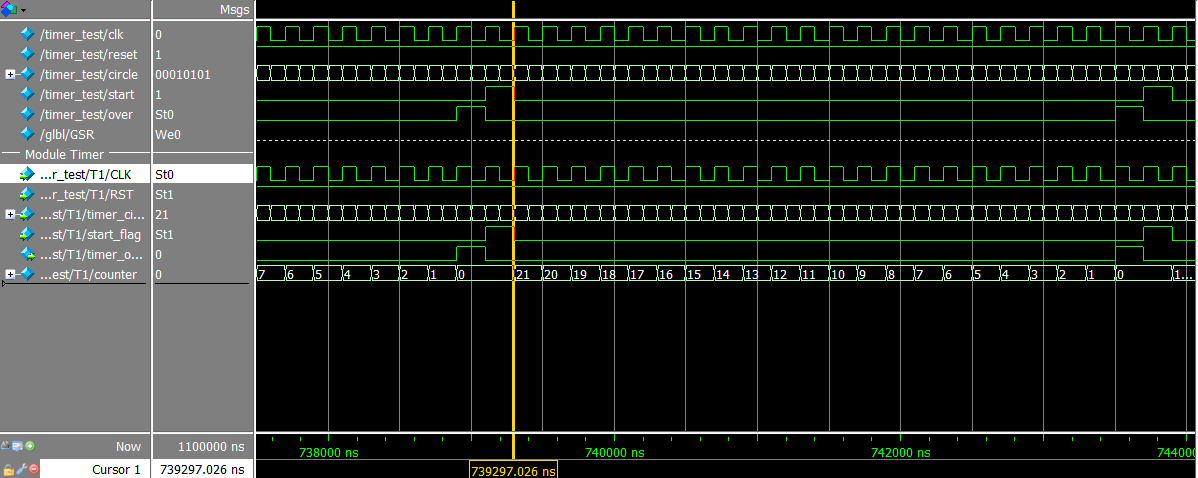 Msgs
/timer_test/clk 0
/timer_test/reset 1
/timer_test/circle 00010101
/timer_test/start 1
/timer_test/over St0
/glbl/GSR We0
Module Timer
...r_test/T1/CLK St0
...r_test/T1/RST St1
...st/T1/timer_ci... 21
...st/T1/start_flag St1
...st/T1/timer_o... 0
...est/T1/counter 0 7 6 5 4 3 2 1 0 21 20 19 18 17 16 15 14 13 12 11 10 9 8 7 6 5 4 3 2 1 0 1...
Now 1100000 ns 738000 ns 740000 ns 742000 ns 744000
Cursor 1 739297.026 ns 739297.026 ns